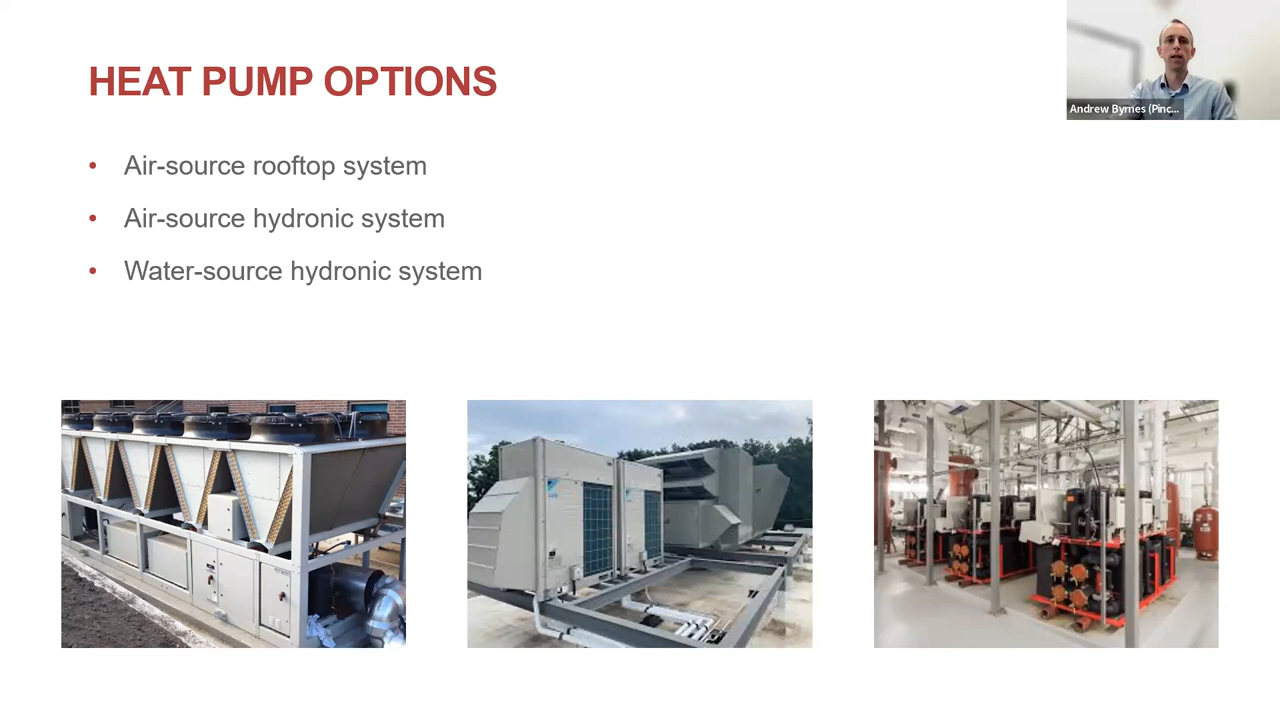 HEAT PUMP OPTIONS
Andrew Byrnes (Pinc...
• Air-source rooftop system
• Air-source hydronic system
• Water-source hydronic system